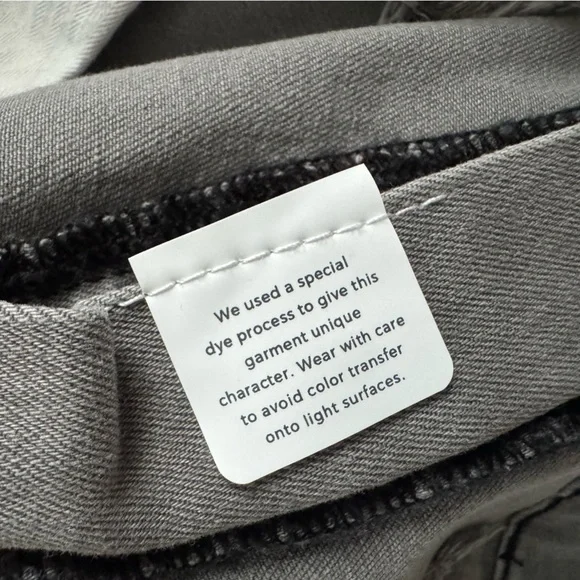 We used a special
dye process to give this
garment unique
character. Wear with care
to avoid color transfer
onto light surfaces.